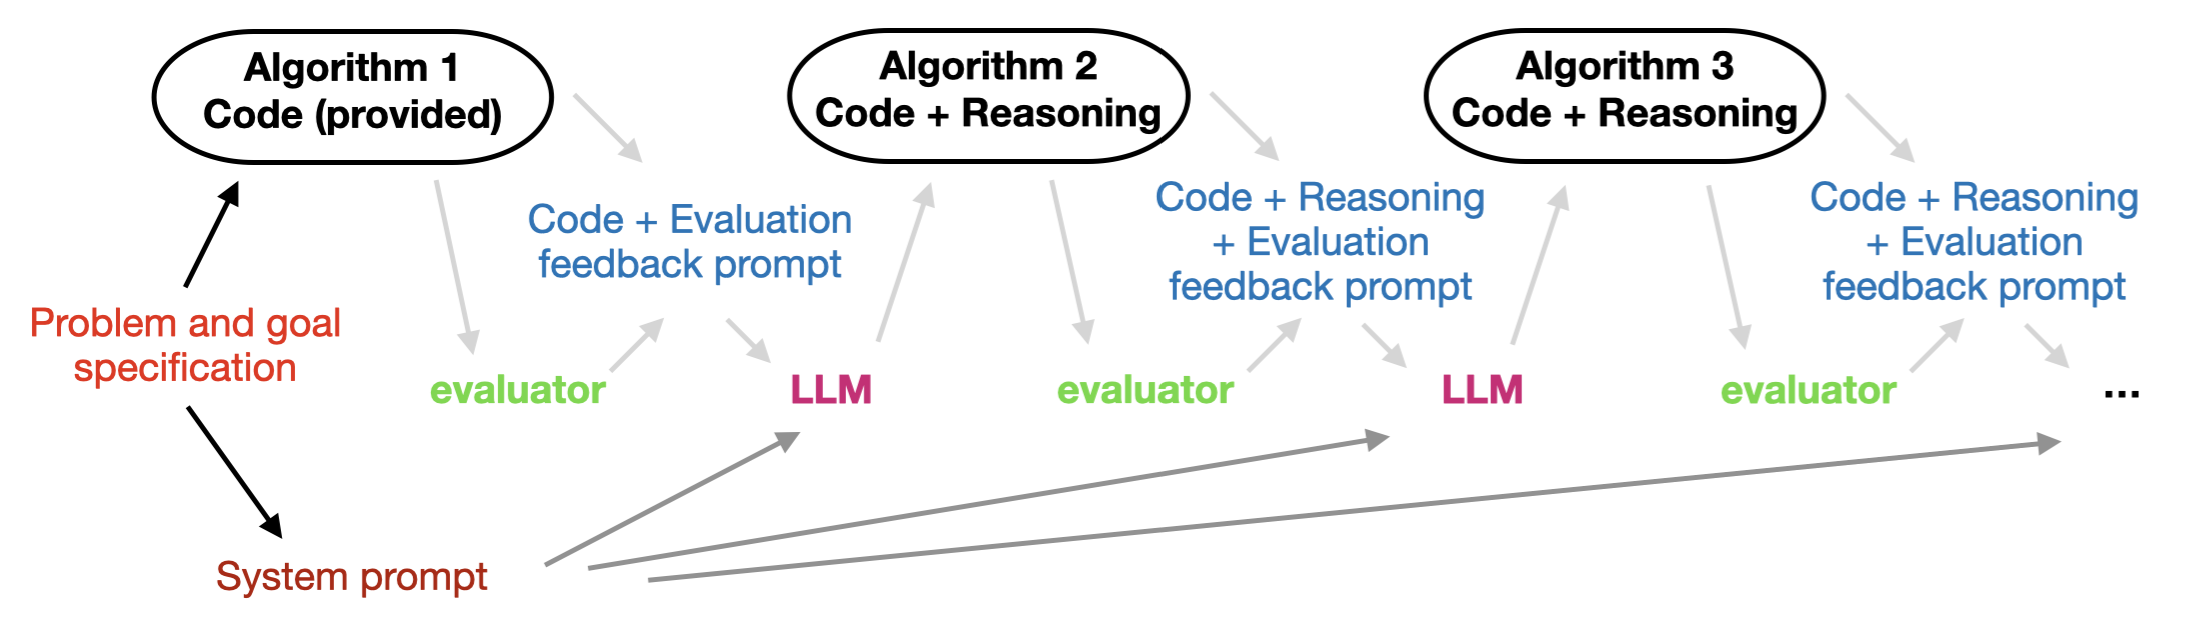 Algorithm 1
Code (provided)
Algorithm 2
Code + Reasoning
Algorithm 3
Code + Reasoning
Code + Evaluation
feedback prompt
Code + Reasoning
+ Evaluation
feedback prompt
Code + Reasoning
+ Evaluation
feedback prompt
Problem and goal
specification
evaluator
LLM
evaluator
LLM
evaluator
...
System prompt